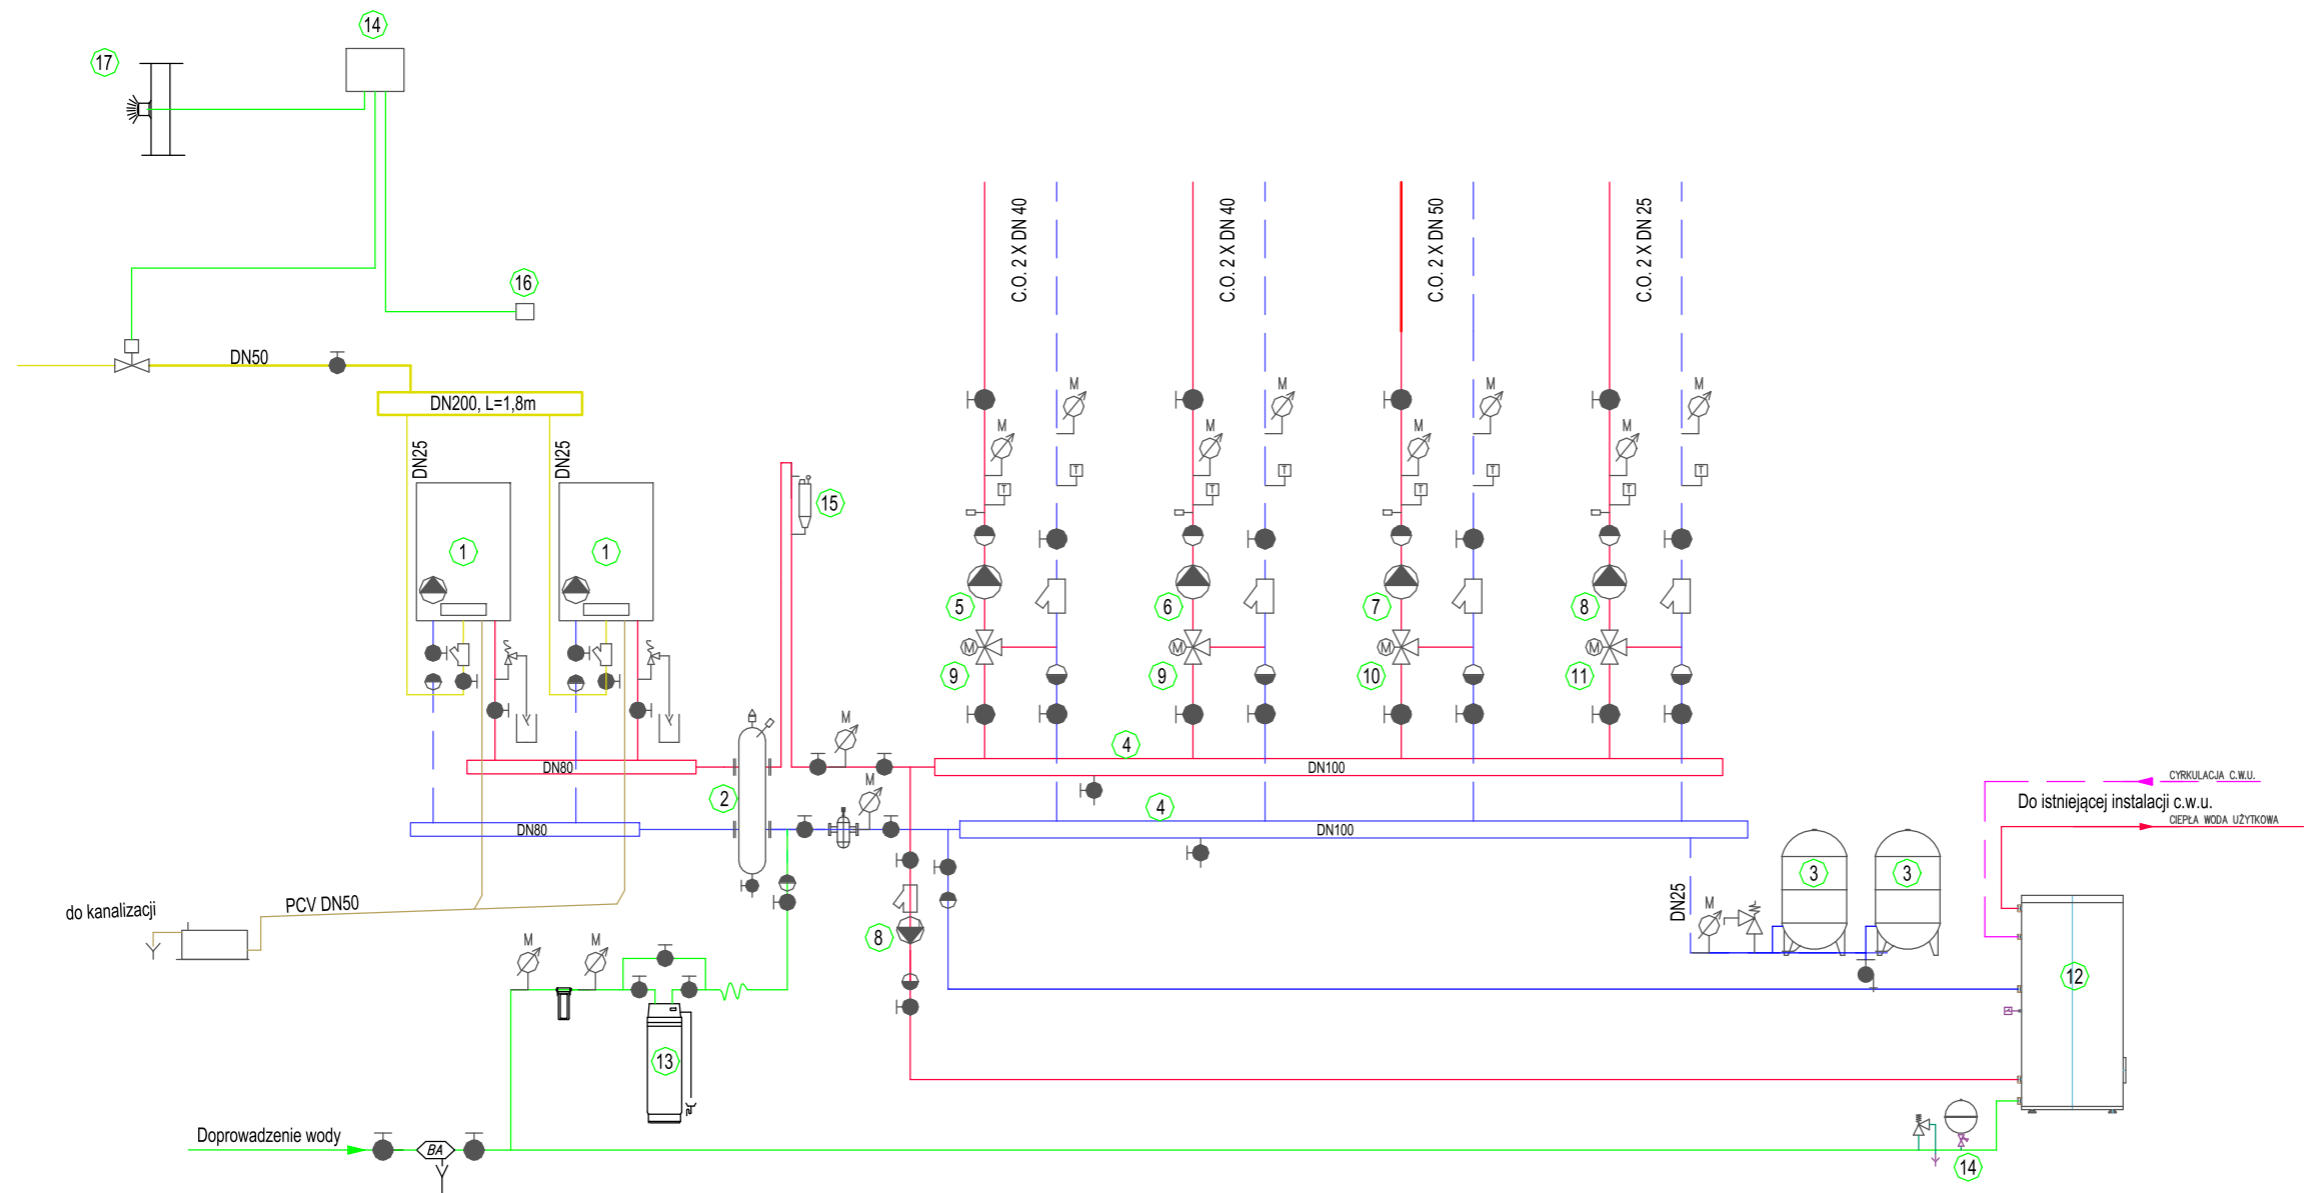 14
17
C.O. 2 X DN 40
C.O. 2 X DN 40
C.O. 2 X DN 50
C.O. 2 X DN 25
16
DN50
DN200, L=1,8m
M
M
M
M
M
M
M
M
DN25
DN25
T
T
T
T
T
T
T
T
15
1
1
5
6
7
8
M
M
M
M
9
9
10
11
M
4
DN80
DN100
2
M
4
DN80
DN100
CYRKULACJA C.W.U.
Do istniejącej instalacji c.w.u.
CIEPŁA WODA UŻYTKOWA
3
3
DN25
M
do kanalizacji
PCV DN50
8
M
M
12
13
Doprowadzenie wody
BA
14